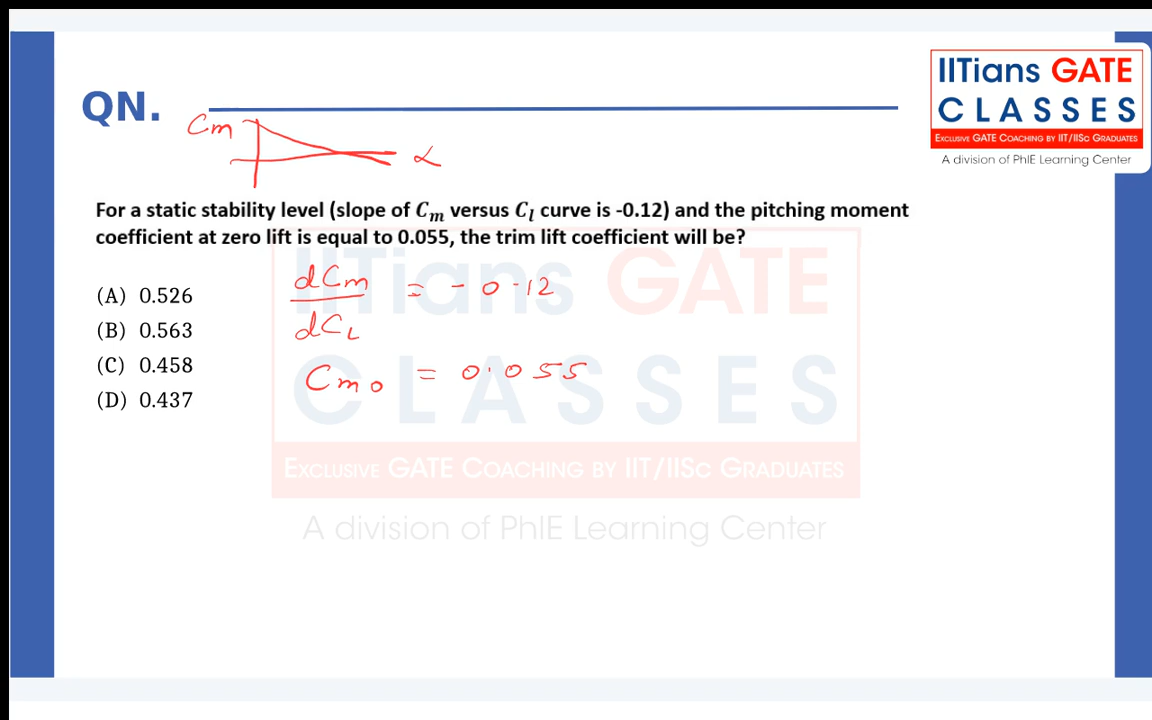 IITians GATE
CLASSES
EXCLUSIVE GATE COACHING BY IIT/IISc GRADUATES
A division of PhIE Learning Center
QN.
Cm
α
For a static stability level (slope of Cm versus Cl curve is -0.12) and the pitching moment
coefficient at zero lift is equal to 0.055, the trim lift coefficient will be?
(A) 0.526
(B) 0.563
(C) 0.458
(D) 0.437
dCm
dCL
= -0.12
Cmo = 0.055
IITians GATE
CLASSES
EXCLUSIVE GATE COACHING BY IIT/IISc GRADUATES
A division of PhIE Learning Center